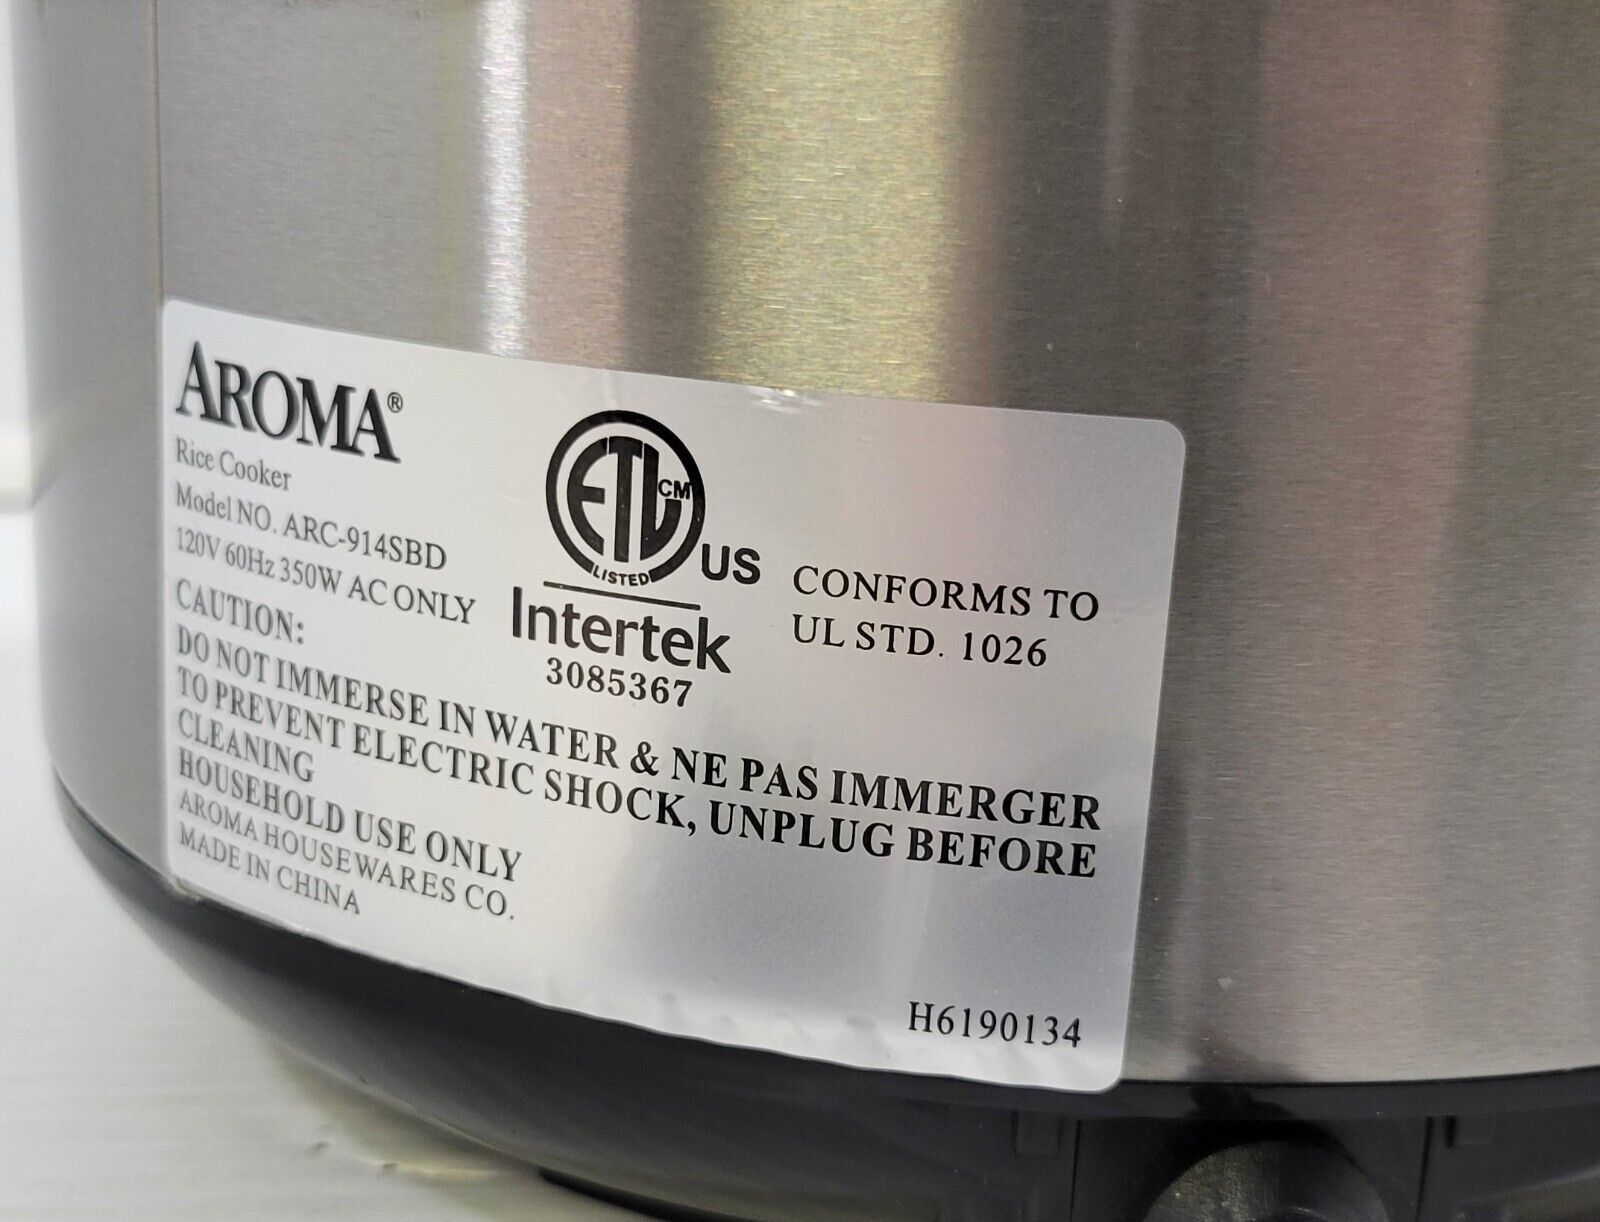 AROMA®
Rice Cooker
Model NO. ARC-914SBD
120V 60Hz 350W AC ONLY
ETL CM
LISTED
US
Intertek
3085367
CONFORMS TO
UL STD. 1026
CAUTION:
DO NOT IMMERSE IN WATER & NE PAS IMMERGER
TO PREVENT ELECTRIC SHOCK, UNPLUG BEFORE
CLEANING
HOUSEHOLD USE ONLY
AROMA HOUSEWARES CO.
MADE IN CHINA
H6190134